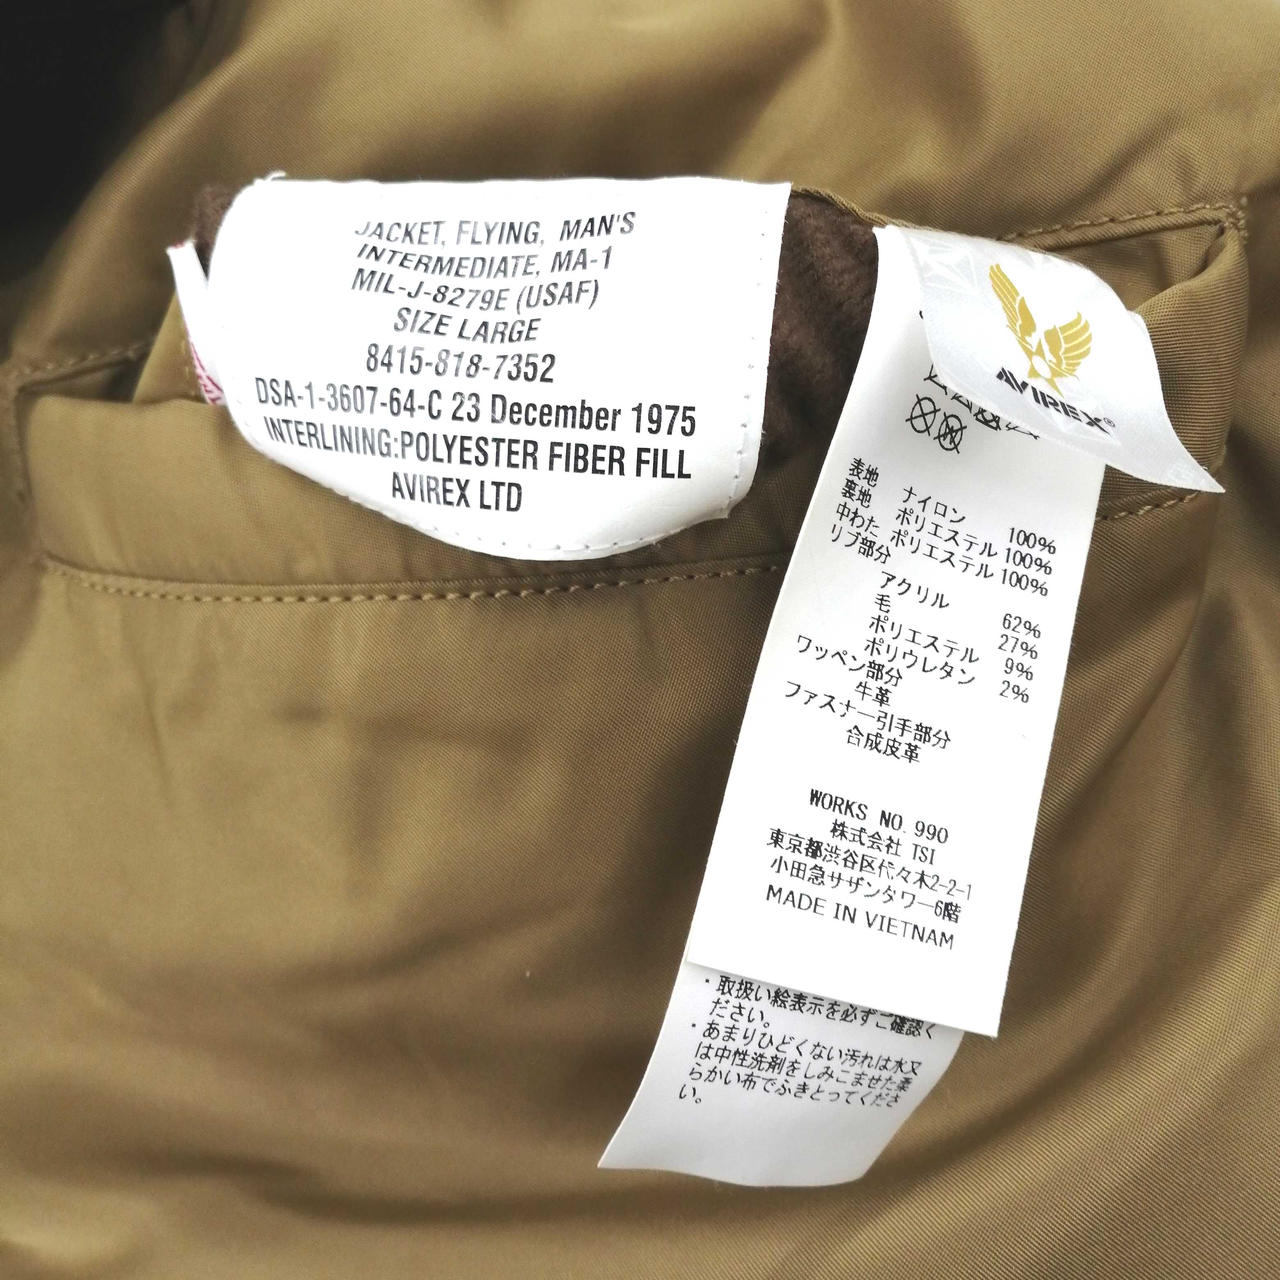 JACKET, FLYING, MAN'S
INTERMEDIATE, MA-1
MIL-J-8279E (USAF)
SIZE LARGE
8415-818-7352
DSA-1-3607-64-C 23 December 1975
INTERLINING:POLYESTER FIBER FILL
AVIREX LTD
AVIREX®
表地
ナイロン 100%
裏地
ポリエステル 100%
中わた
ポリエステル 100%
リブ部分
アクリル 62%
毛 27%
ポリエステル 9%
ポリウレタン 2%
ワッペン部分
牛革
ファスナー引手部分
合成皮革
WORKS NO. 990
株式会社 TSI
東京都渋谷区代々木2-2-1
小田急サザンタワー6階
MADE IN VIETNAM
・取扱い絵表示を必ずご確認く
ださい。
・あまりひどくない汚れは水又
は中性洗剤をしみこませた柔
らかい布でふきとってくださ
い。